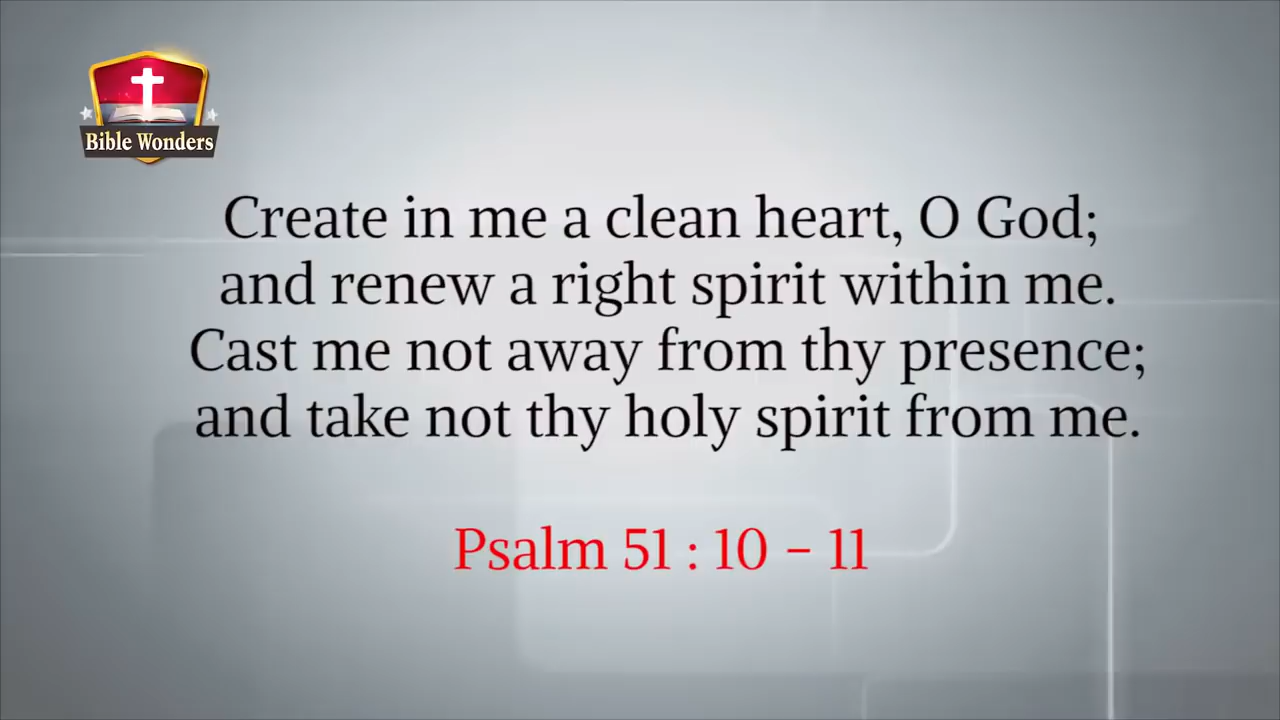 Bible Wonders
Create in me a clean heart, O God;
and renew a right spirit within me.
Cast me not away from thy presence;
and take not thy holy spirit from me.
Psalm 51 : 10 – 11